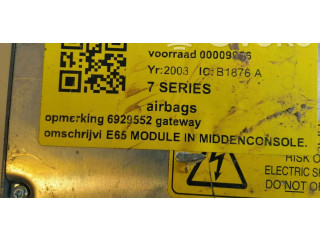 voorraad 00009066
Yr:2003 IC: B1876 A
7 SERIES
airbags
opmerking 6929552 gateway
omschrijvi E65 MODULE IN MIDDENCONSOLE.
RISK O
ELECTRIC S
DO NOT O